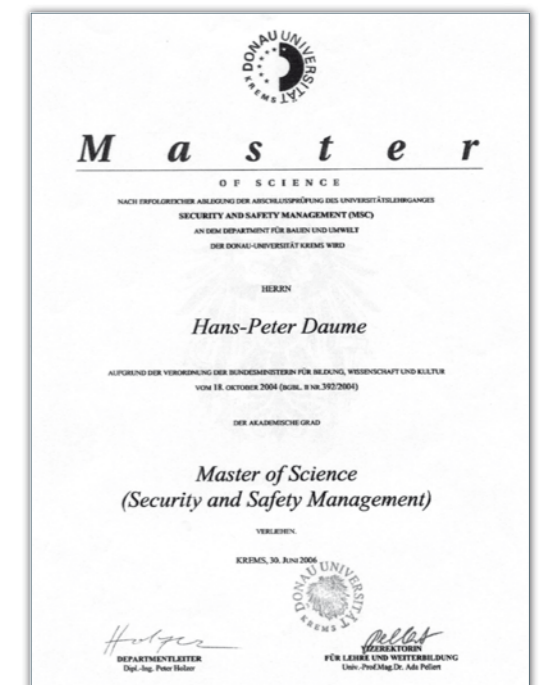 DONAU UNIVERSITÄT
KREMS
Master
OF SCIENCE
NACH ERFOLGREICHER ABLEGUNG DER ABSCHLUSSPRÜFUNG DES UNIVERSITÄTSLEHRGANGES
SECURITY AND SAFETY MANAGEMENT (MSC)
AN DEM DEPARTMENT FÜR BAUEN UND UMWELT
DER DONAU-UNIVERSITÄT KREMS WIRD
HERRN
Hans-Peter Daume
AUFGRUND DER VERORDNUNG DER BUNDESMINISTERIN FÜR BILDUNG, WISSENSCHAFT UND KULTUR
VOM 18. OKTOBER 2004 (BGBL. II NR. 392/2004)
DER AKADEMISCHE GRAD
Master of Science
(Security and Safety Management)
VERLIEHEN.
KREMS, 30. JUNI 2006
DONAU UNIVERSITÄT
KREMS
Holzer
Pellert
DEPARTMENTLEITER
Dipl.-Ing. Peter Holzer
VIZEREKTORIN
FÜR LEHRE UND WEITERBILDUNG
Univ.-Prof.Mag.Dr. Ada Pellert